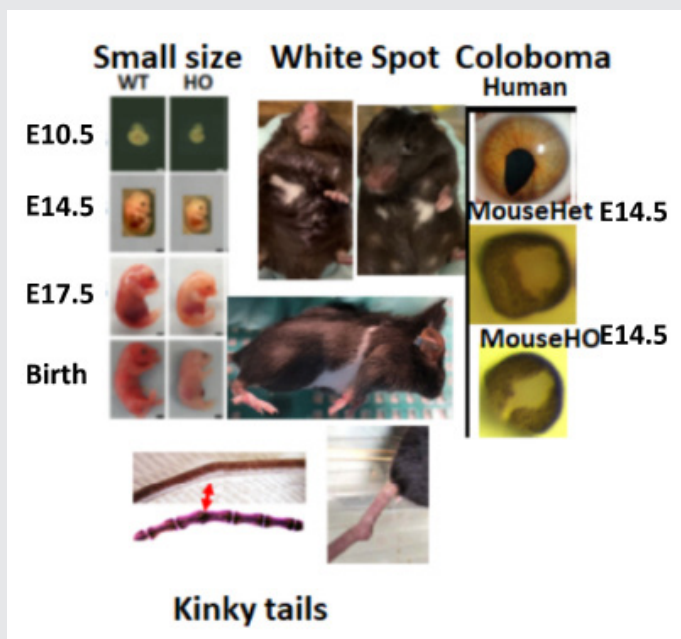 Small size White Spot Coloboma
WT HO Human
E10.5
E14.5
MouseHet E14.5
E17.5
MouseHO E14.5
Birth
Kinky tails